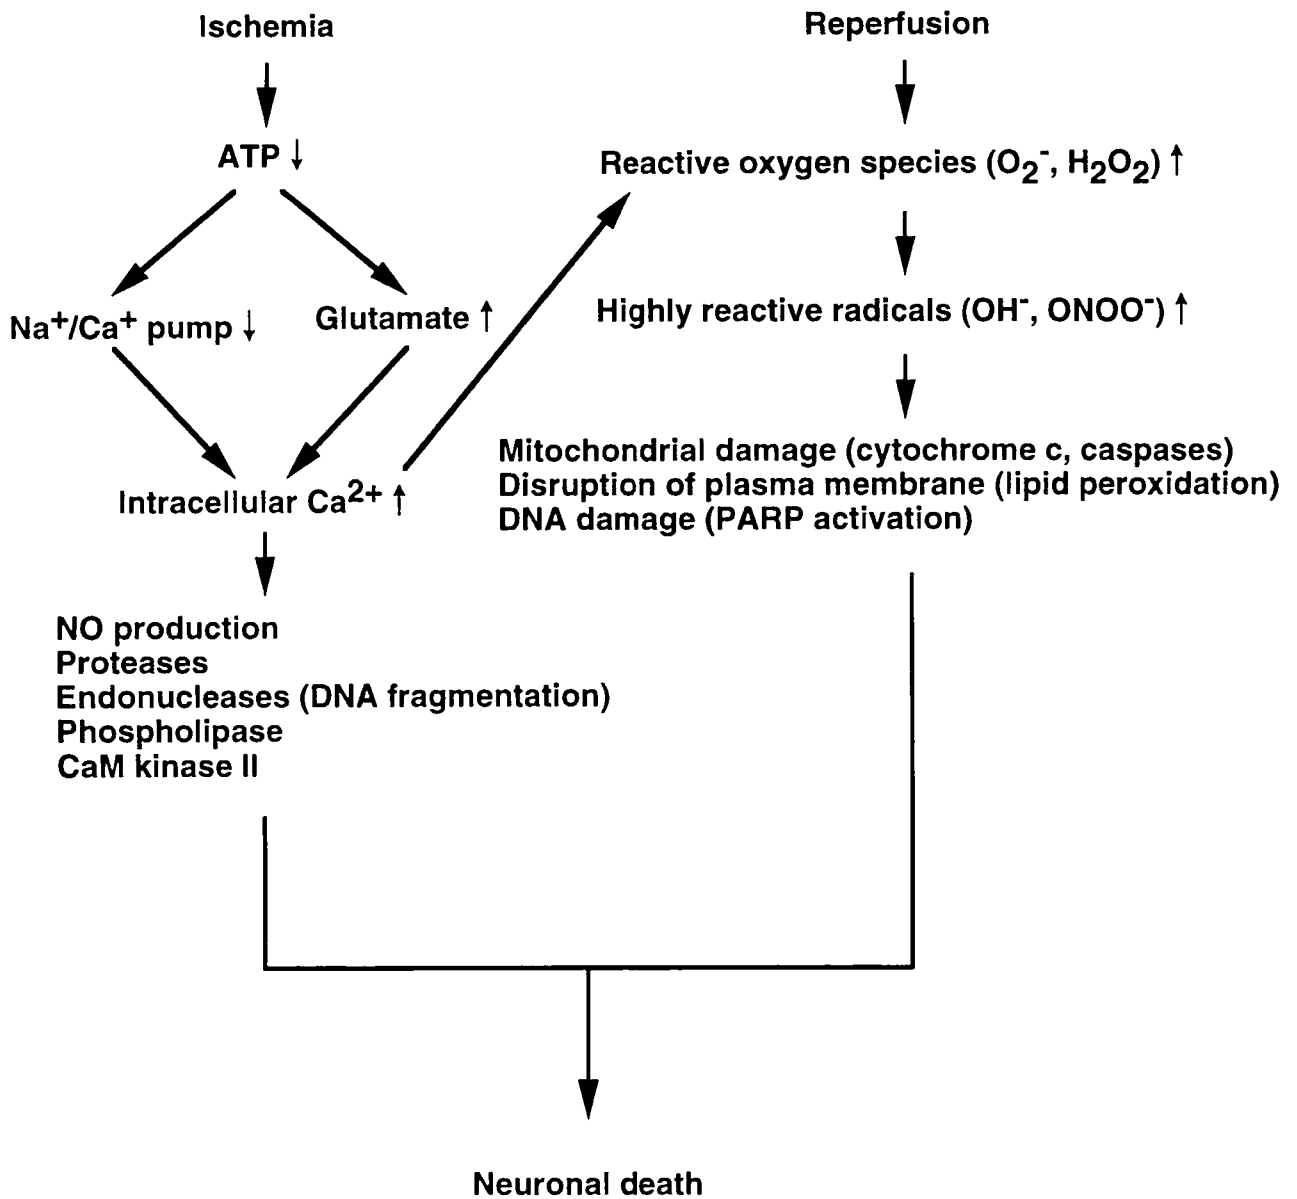 Ischemia
ATP ↓
Na⁺/Ca⁺ pump ↓
Glutamate ↑
Intracellular Ca²⁺ ↑
NO production
Proteases
Endonucleases (DNA fragmentation)
Phospholipase
CaM kinase II
Reperfusion
Reactive oxygen species (O₂⁻, H₂O₂) ↑
Highly reactive radicals (OH⁻, ONOO⁻) ↑
Mitochondrial damage (cytochrome c, caspases)
Disruption of plasma membrane (lipid peroxidation)
DNA damage (PARP activation)
Neuronal death